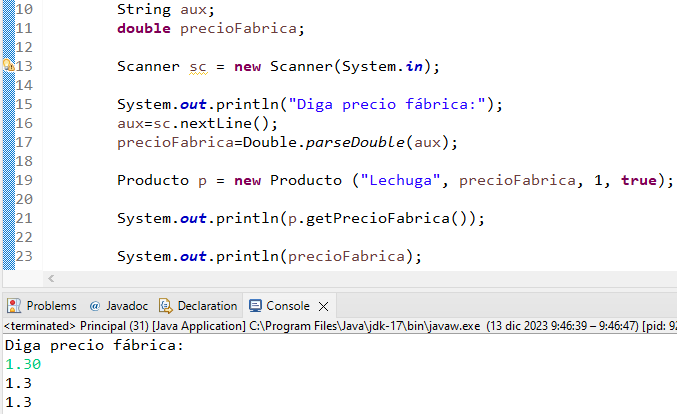 10 String aux;
11 double precioFabrica;
12
13 Scanner sc = new Scanner(System.in);
14
15 System.out.println("Diga precio fábrica:");
16 aux=sc.nextLine();
17 precioFabrica=Double.parseDouble(aux);
18
19 Producto p = new Producto ("Lechuga", precioFabrica, 1, true);
20
21 System.out.println(p.getPrecioFabrica());
22
23 System.out.println(precioFabrica);
Problems @ Javadoc Declaration Console
<terminated> Principal (31) [Java Application] C:\Program Files\Java\jdk-17\bin\javaw.exe (13 dic 2023 9:46:39 – 9:46:47) [pid: 92
Diga precio fábrica:
1.30
1.3
1.3